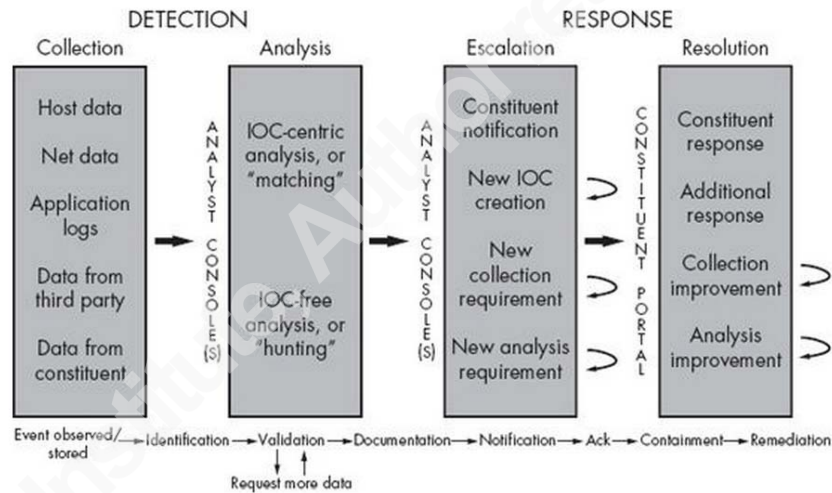 DETECTION
RESPONSE
Collection
Analysis
Escalation
Resolution
Host data
Net data
Application
logs
Data from
third party
Data from
constituent
ANALYST CONSOLE(S)
IOC-centric
analysis, or
"matching"
IOC-free
analysis, or
"hunting"
ANALYST CONSOLE(S)
Constituent
notification
New IOC
creation
New
collection
requirement
New analysis
requirement
CONSTITUENT PORTAL
Constituent
response
Additional
response
Collection
improvement
Analysis
improvement
Event observed/
stored
Identification
Validation
Documentation
Notification
Ack
Containment
Remediation
Request more data
Institute, Author